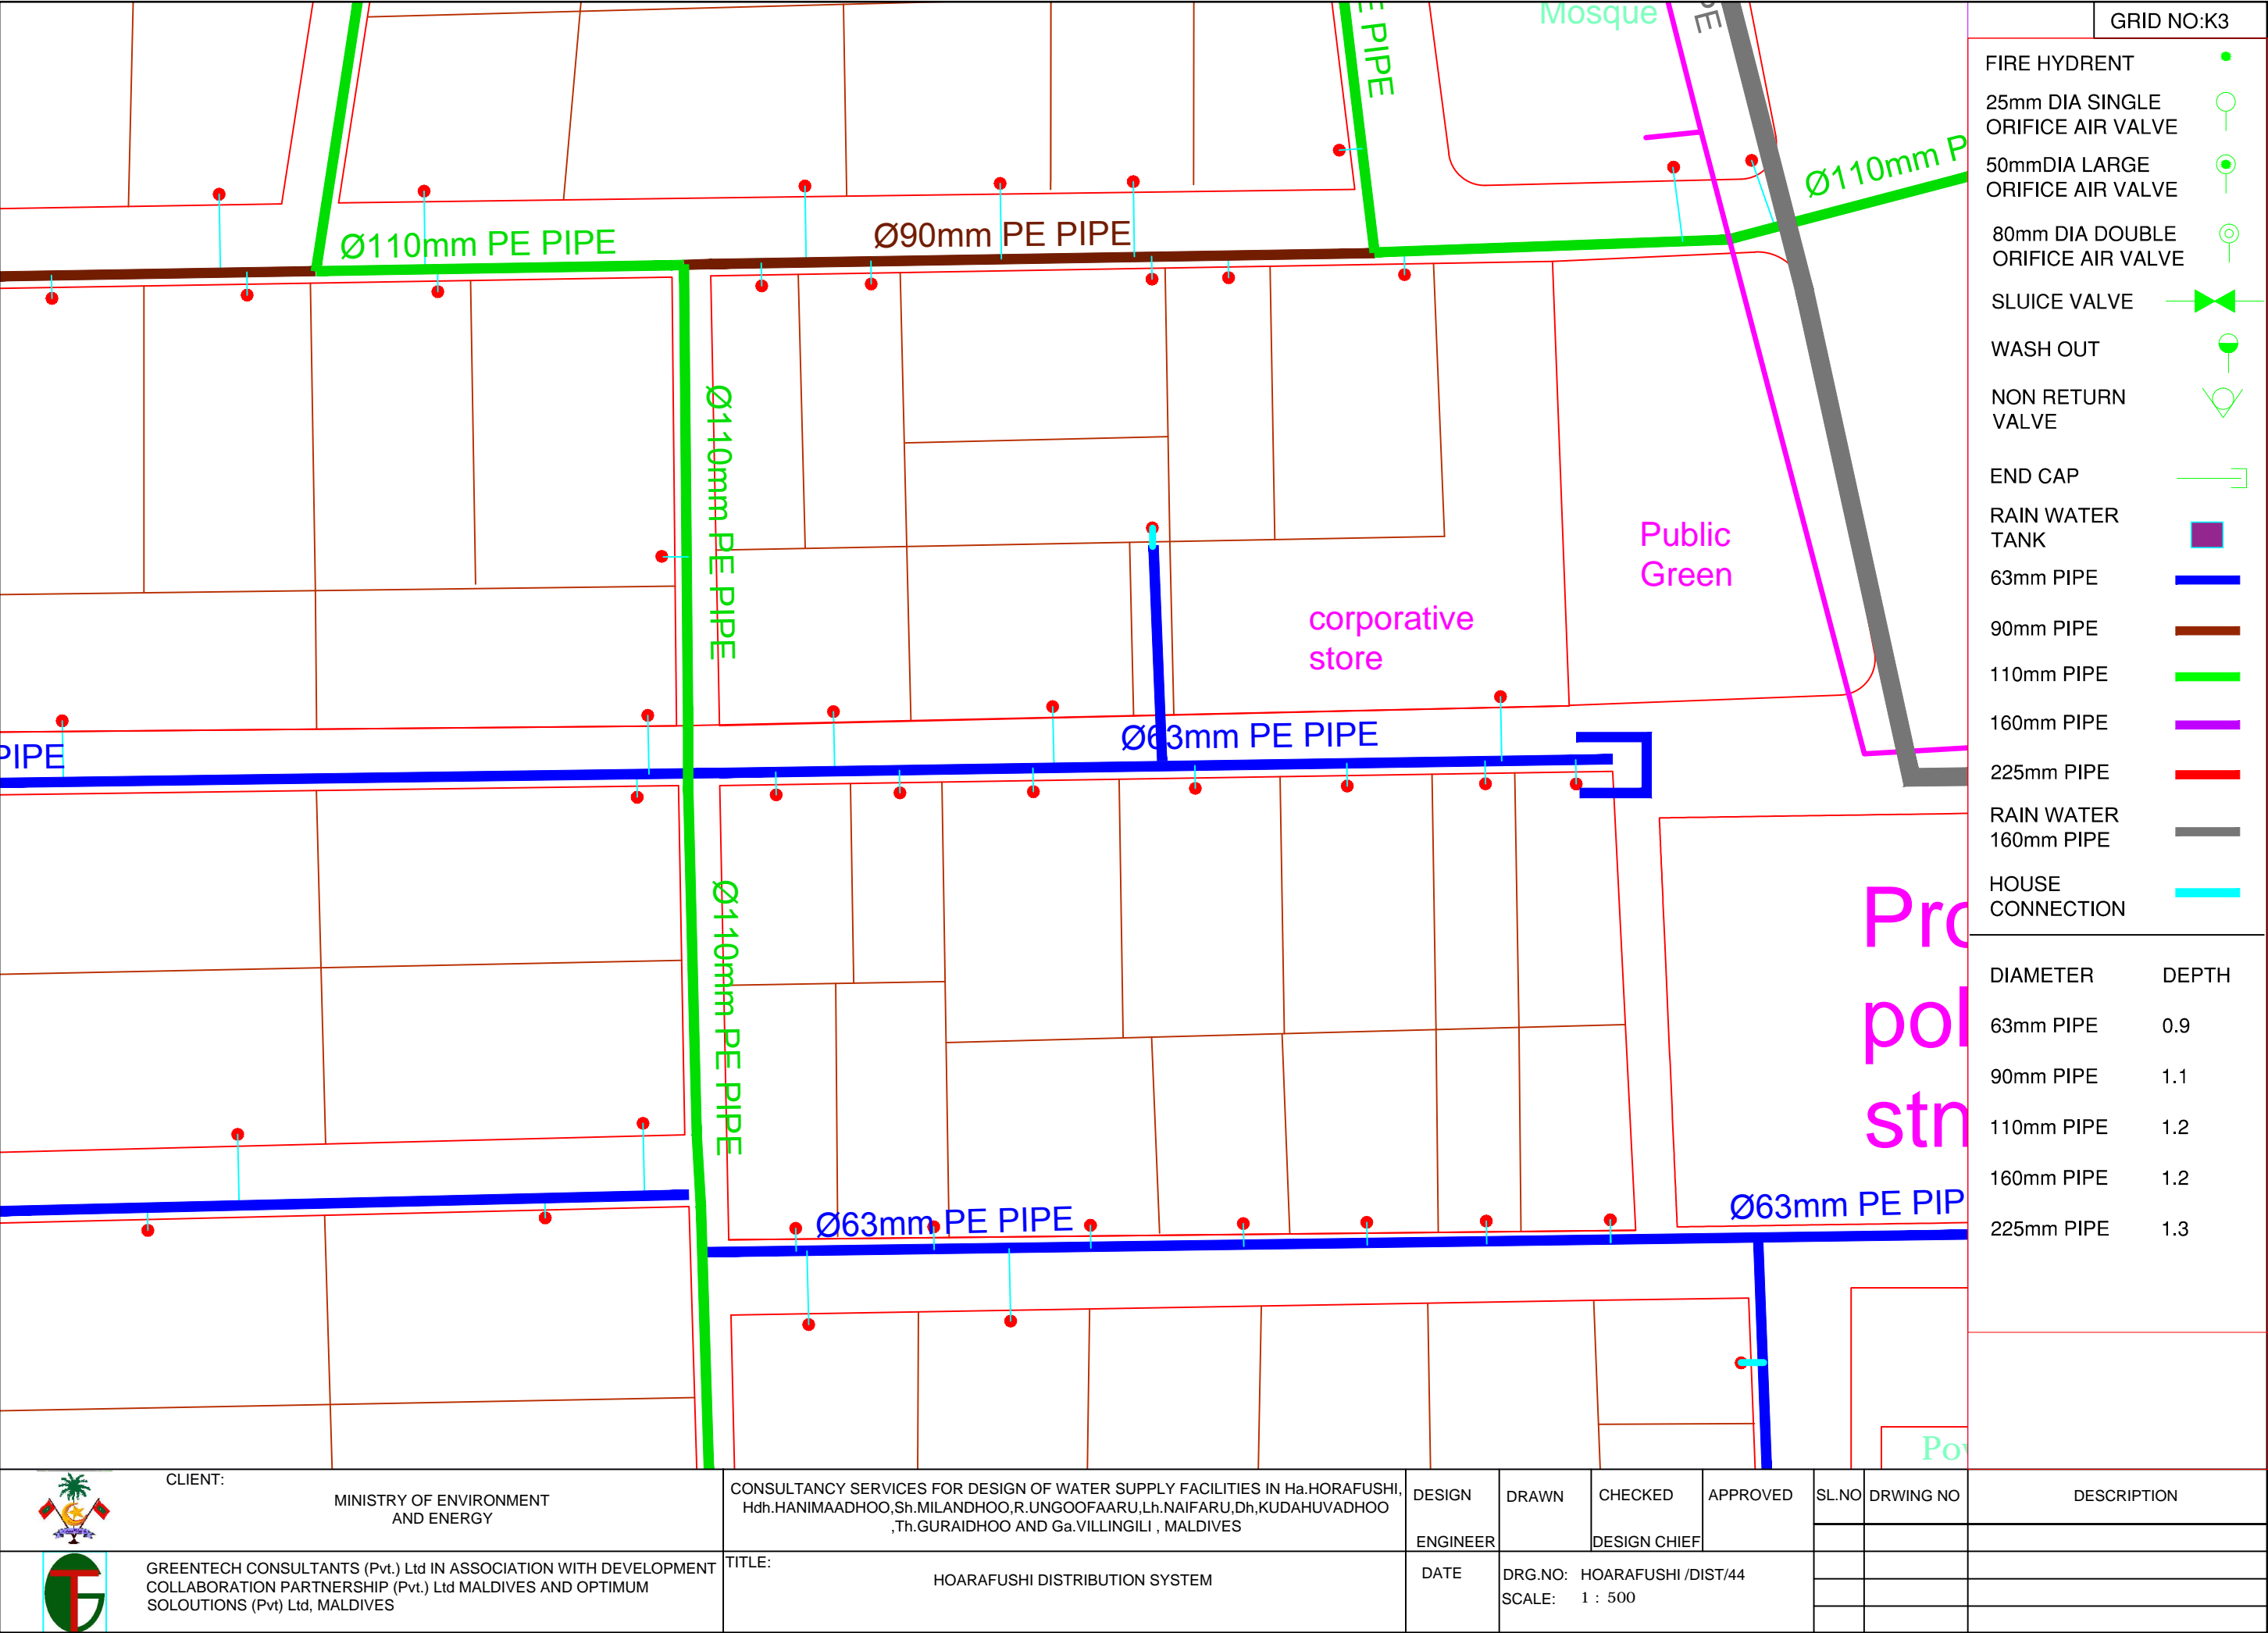 GRID NO:K3
Mosque
PIPE
Ø110mm P
Ø110mm PE PIPE
Ø90mm PE PIPE
Ø110mm PE PIPE
Public
Green
corporative
store
PIPE
Ø63mm PE PIPE
Ø110mm PE PIPE
Ø63mm PE PIPE
Ø63mm PE PIP
FIRE HYDRENT
25mm DIA SINGLE
ORIFICE AIR VALVE
50mmDIA LARGE
ORIFICE AIR VALVE
80mm DIA DOUBLE
ORIFICE AIR VALVE
SLUICE VALVE
WASH OUT
NON RETURN
VALVE
END CAP
RAIN WATER
TANK
63mm PIPE
90mm PIPE
110mm PIPE
160mm PIPE
225mm PIPE
RAIN WATER
160mm PIPE
HOUSE
CONNECTION
DIAMETER DEPTH
63mm PIPE 0.9
90mm PIPE 1.1
110mm PIPE 1.2
160mm PIPE 1.2
225mm PIPE 1.3
CLIENT:
MINISTRY OF ENVIRONMENT
AND ENERGY
GREENTECH CONSULTANTS (Pvt.) Ltd IN ASSOCIATION WITH DEVELOPMENT
COLLABORATION PARTNERSHIP (Pvt.) Ltd MALDIVES AND OPTIMUM
SOLOUTIONS (Pvt) Ltd, MALDIVES
CONSULTANCY SERVICES FOR DESIGN OF WATER SUPPLY FACILITIES IN Ha.HORAFUSHI,
Hdh.HANIMAADHOO,Sh.MILANDHOO,R.UNGOOFAARU,Lh.NAIFARU,Dh,KUDAHUVADHOO
,Th.GURAIDHOO AND Ga.VILLINGILI , MALDIVES
TITLE:
HOARAFUSHI DISTRIBUTION SYSTEM
DESIGN
ENGINEER
DRAWN
CHECKED
DESIGN CHIEF
APPROVED
DATE
DRG.NO: HOARAFUSHI /DIST/44
SCALE: 1 : 500
SL.NO DRWING NO DESCRIPTION